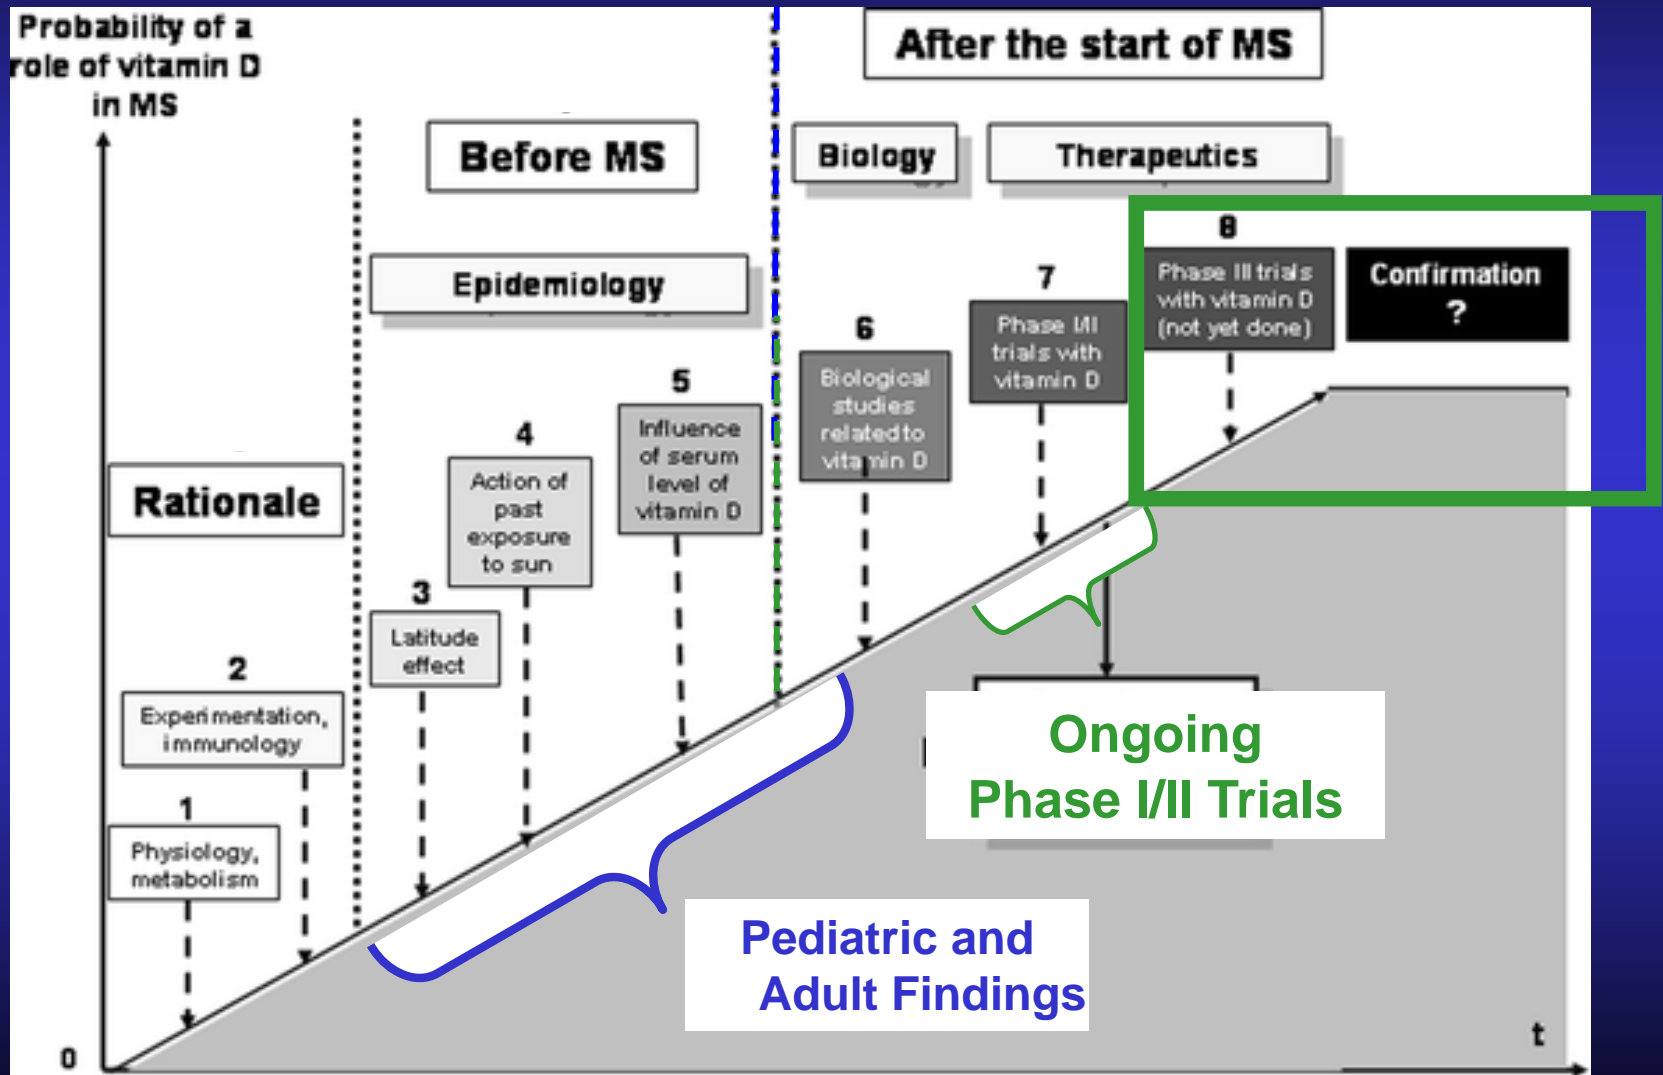 Probability of a
role of vitamin D
in MS
After the start of MS
Before MS
Biology
Therapeutics
Epidemiology
8
Phase III trials
with vitamin D
(not yet done)
Confirmation
?
7
Phase I/II
trials with
vitamin D
6
Biological
studies
related to
vitamin D
5
Influence
of serum
level of
vitamin D
4
Action of
past
exposure
to sun
Rationale
3
Latitude
effect
2
Experimentation,
immunology
1
Physiology,
metabolism
Ongoing
Phase I/II Trials
Pediatric and
Adult Findings
0
t